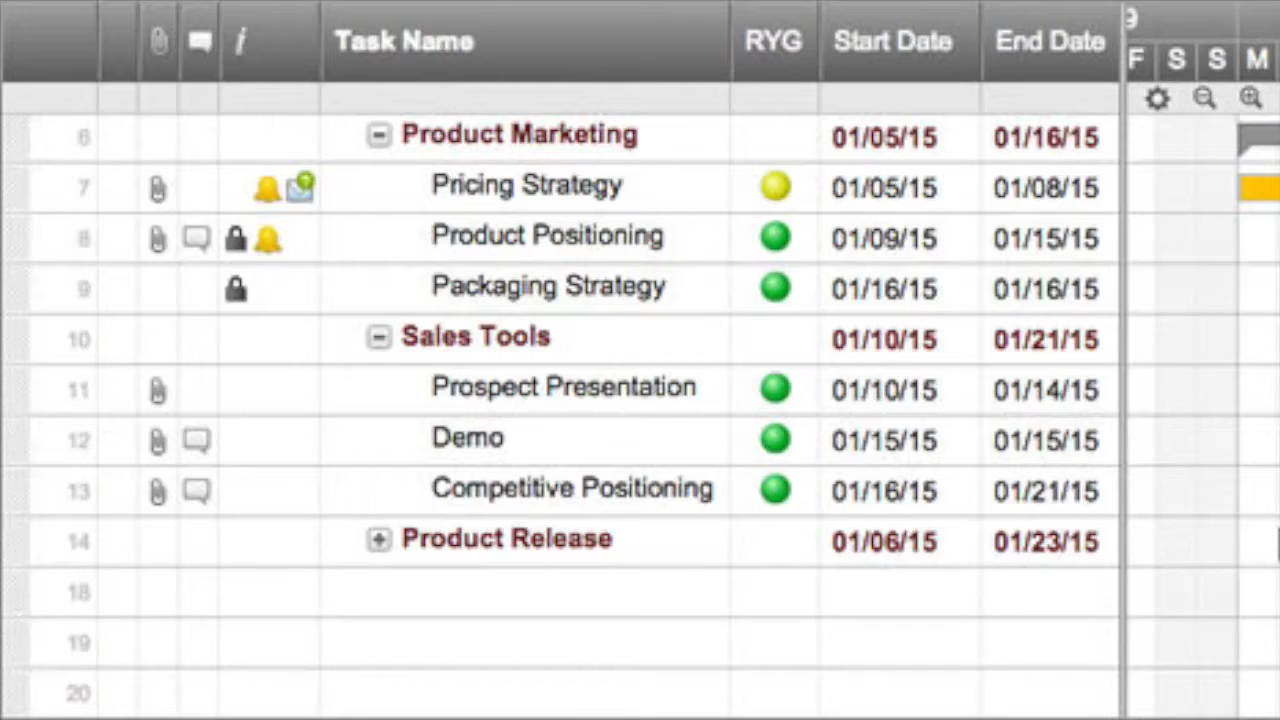 i Task Name RYG Start Date End Date 9
F S S M
6 Product Marketing 01/05/15 01/16/15
7 Pricing Strategy 01/05/15 01/08/15
8 Product Positioning 01/09/15 01/15/15
9 Packaging Strategy 01/16/15 01/16/15
10 Sales Tools 01/10/15 01/21/15
11 Prospect Presentation 01/10/15 01/14/15
12 Demo 01/15/15 01/15/15
13 Competitive Positioning 01/16/15 01/21/15
14 Product Release 01/06/15 01/23/15
18
19
20